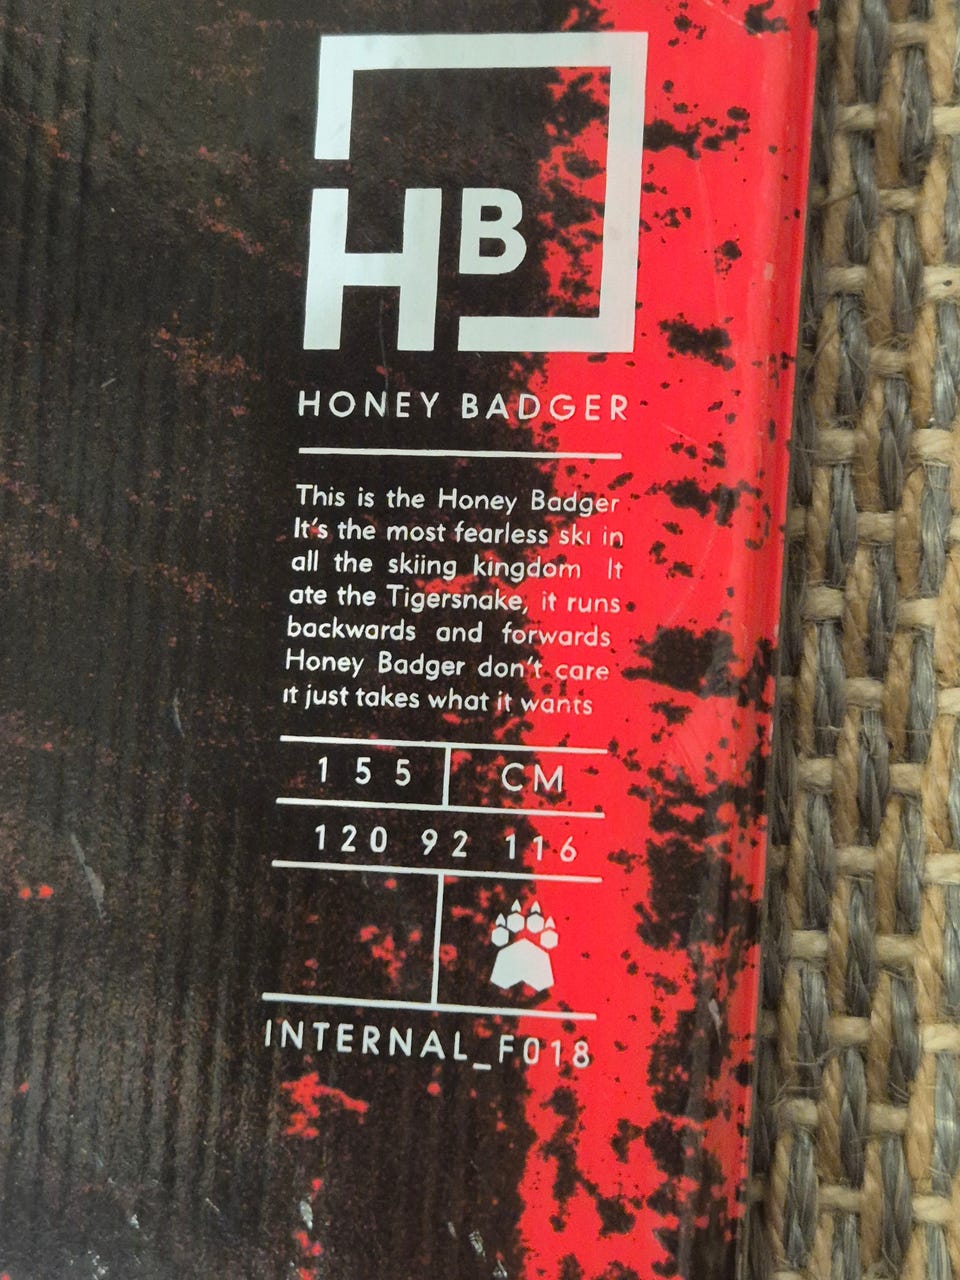 HB
HONEY BADGER
This is the Honey Badger
It's the most fearless ski in
all the skiing kingdom It
ate the Tigersnake, it runs
backwards and forwards
Honey Badger don't care
it just takes what it wants
155 CM
120 92 116
INTERNAL_F018